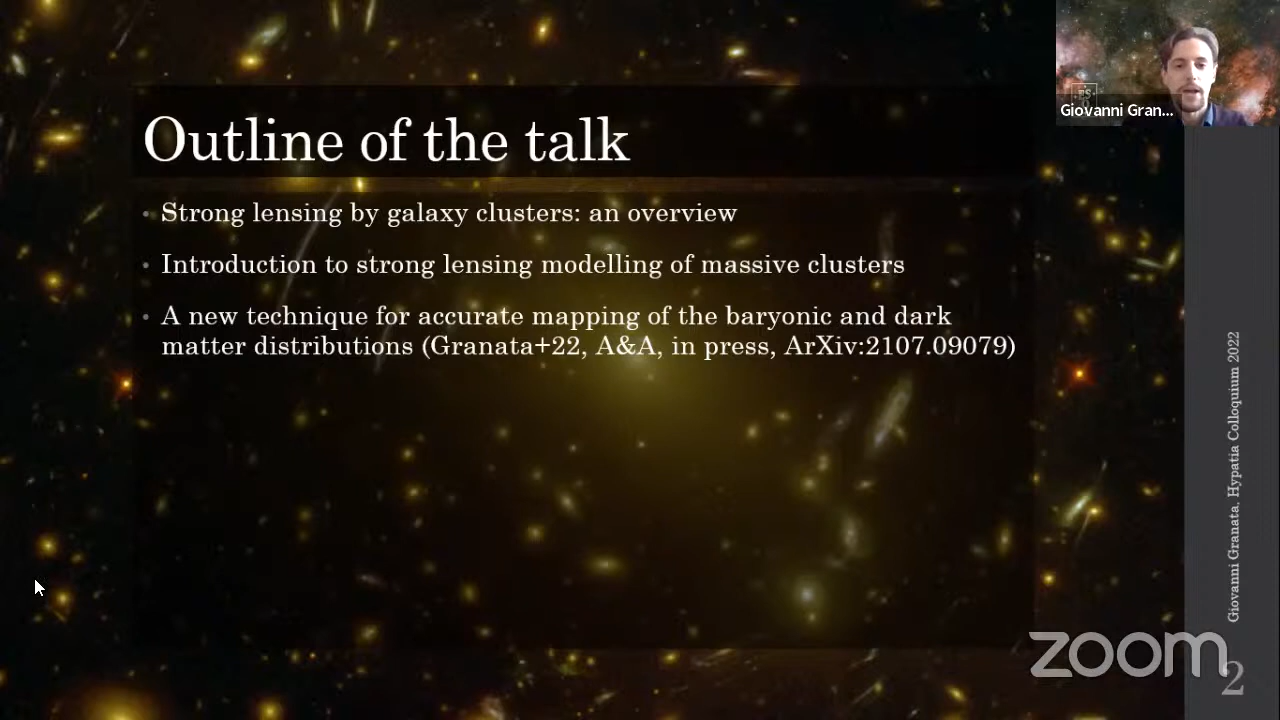 Outline of the talk
• Strong lensing by galaxy clusters: an overview
• Introduction to strong lensing modelling of massive clusters
• A new technique for accurate mapping of the baryonic and dark
matter distributions (Granata+22, A&A, in press, ArXiv:2107.09079)
Giovanni Gran...
Giovanni Granata, Hypatia Colloquium 2022
zoom
2